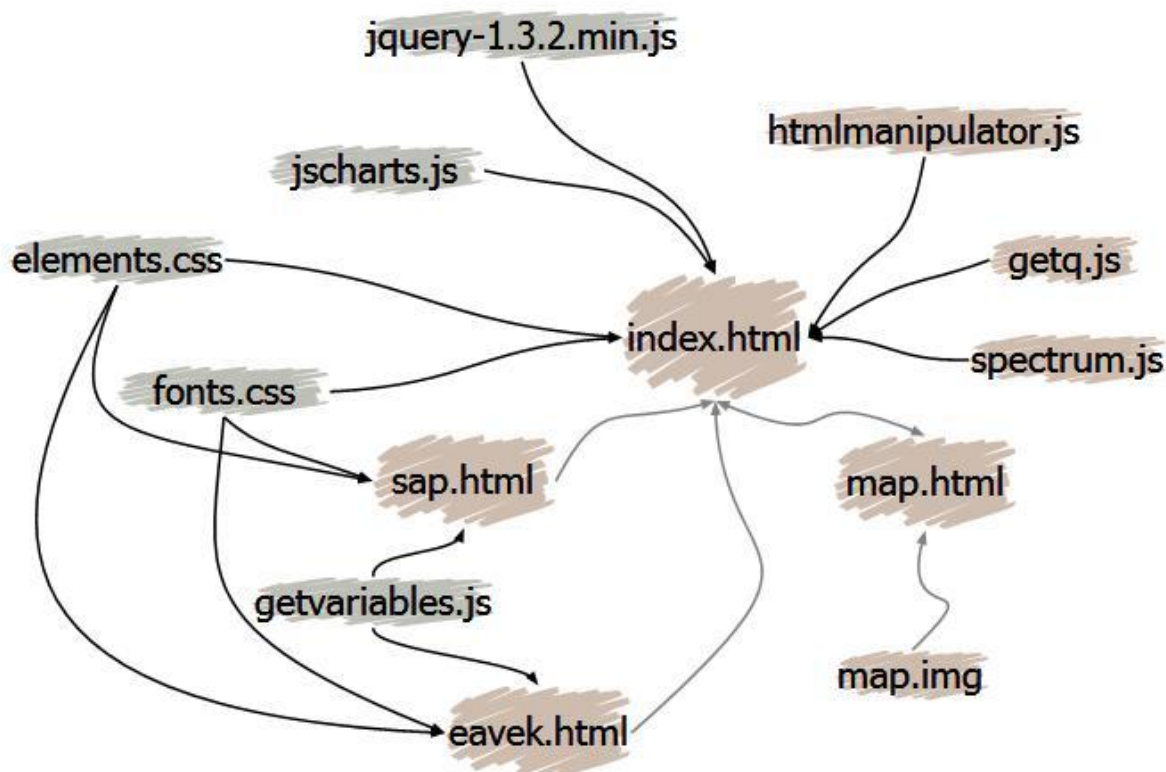 jquery-1.3.2.min.js
htmlmanipulator.js
jscharts.js
elements.css
getq.js
index.html
spectrum.js
fonts.css
sap.html
map.html
getvariables.js
map.img
eavek.html